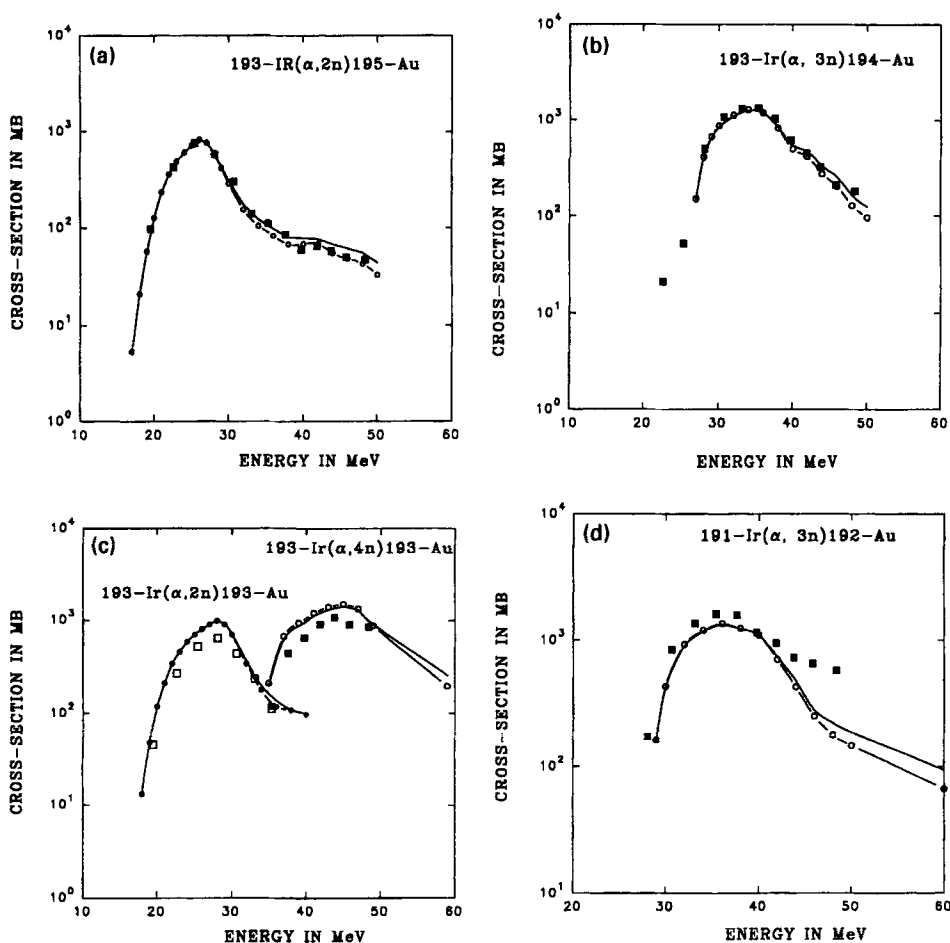 (a)
193-IR(α,2n)195-Au
CROSS-SECTION IN MB
10⁴
10³
10²
10¹
10⁰
10 20 30 40 50 60
ENERGY IN MeV
(b)
193-Ir(α, 3n)194-Au
CROSS-SECTION IN MB
10⁴
10³
10²
10¹
10⁰
10 20 30 40 50 60
ENERGY IN MeV
(c)
193-Ir(α,4n)193-Au
193-Ir(α,2n)193-Au
CROSS-SECTION IN MB
10⁴
10³
10²
10¹
10⁰
10 20 30 40 50 60
ENERGY IN MeV
(d)
191-Ir(α, 3n)192-Au
CROSS-SECTION IN MB
10⁴
10³
10²
10¹
20 30 40 50 60
ENERGY IN MeV